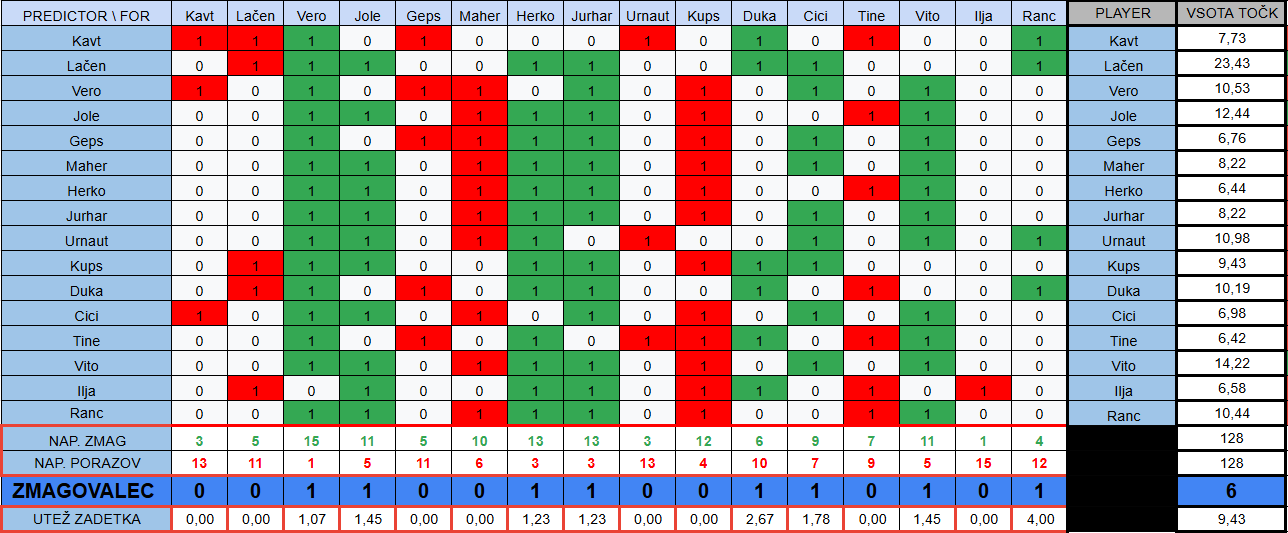 PREDICTOR \ FOR Kavt Lačen Vero Jole Geps Maher Herko Jurhar Urnaut Kups Duka Cici Tine Vito Ilja Ranc PLAYER VSOTA TOČK
Kavt 1 1 1 0 1 0 0 0 1 0 1 0 1 0 0 1 Kavt 7,73
Lačen 0 1 1 1 0 0 1 1 0 0 1 1 0 0 0 1 Lačen 23,43
Vero 1 0 1 0 1 1 0 1 0 1 0 1 0 1 0 0 Vero 10,53
Jole 0 0 1 1 0 1 1 1 0 1 0 0 1 1 0 0 Jole 12,44
Geps 0 0 1 0 1 1 1 1 0 1 0 1 0 1 0 0 Geps 6,76
Maher 0 0 1 1 0 1 1 1 0 1 0 1 0 1 0 0 Maher 8,22
Herko 0 0 1 1 0 1 1 1 0 1 0 0 1 1 0 0 Herko 6,44
Jurhar 0 0 1 1 0 1 1 1 0 1 0 1 0 1 0 0 Jurhar 8,22
Urnaut 0 0 1 1 0 1 1 0 1 0 0 1 0 1 0 1 Urnaut 10,98
Kups 0 1 1 1 0 0 1 1 0 1 1 1 0 0 0 0 Kups 9,43
Duka 0 1 1 0 1 0 1 1 0 0 1 0 1 0 0 1 Duka 10,19
Cici 1 0 1 1 0 1 0 1 0 1 0 1 0 1 0 0 Cici 6,98
Tine 0 0 1 0 1 0 1 0 1 1 1 0 1 1 0 0 Tine 6,42
Vito 0 0 1 1 0 1 1 1 0 1 0 1 0 1 0 0 Vito 14,22
Ilja 0 1 0 1 0 0 1 1 0 1 1 0 1 0 1 0 Ilja 6,58
Ranc 0 0 1 1 0 1 1 1 0 1 0 0 1 1 0 0 Ranc 10,44
NAP. ZMAG 3 5 15 11 5 10 13 13 3 12 6 9 7 11 1 4 128
NAP. PORAZOV 13 11 1 5 11 6 3 3 13 4 10 7 9 5 15 12 128
ZMAGOVALEC 0 0 1 1 0 0 1 1 0 0 1 1 0 1 0 1 6
UTEŽ ZADETKA 0,00 0,00 1,07 1,45 0,00 0,00 1,23 1,23 0,00 0,00 2,67 1,78 0,00 1,45 0,00 4,00 9,43